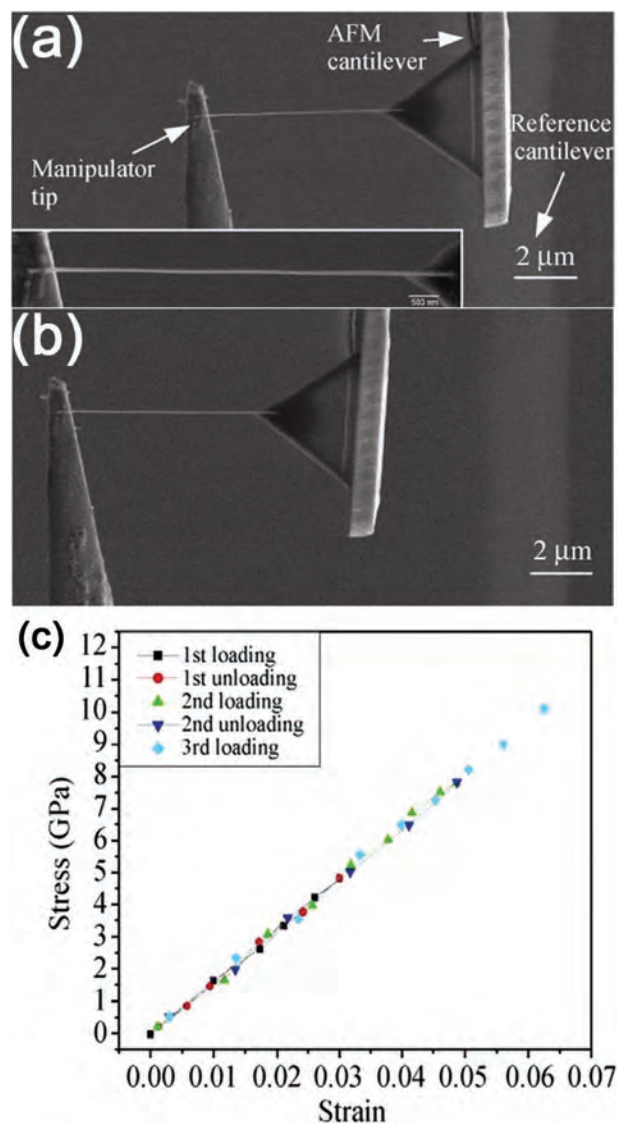 (a)
AFM
cantilever
Manipulator
tip
Reference
cantilever
2 μm
500 nm
(b)
2 μm
(c)
12
11
10
9
8
7
6
5
4
3
2
1
0
Stress (GPa)
1st loading
1st unloading
2nd loading
2nd unloading
3rd loading
0.00 0.01 0.02 0.03 0.04 0.05 0.06 0.07
Strain